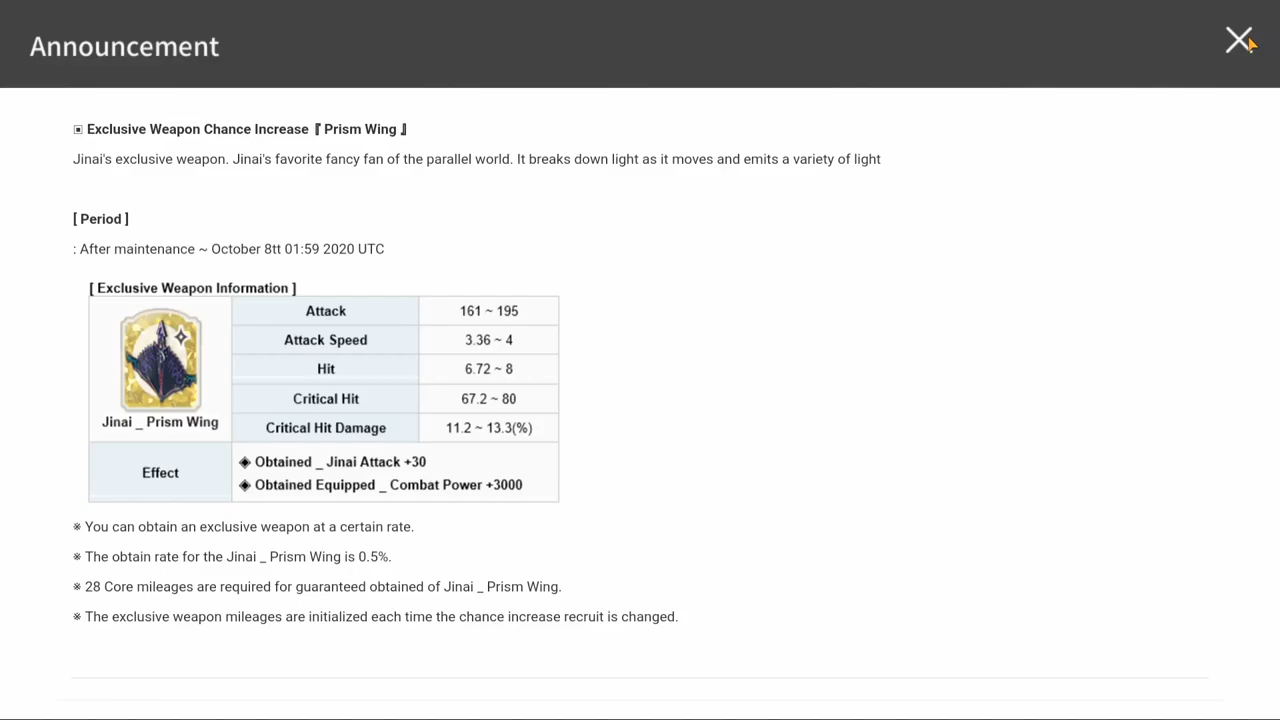 Announcement
▣ Exclusive Weapon Chance Increase『 Prism Wing 』
Jinai's exclusive weapon. Jinai's favorite fancy fan of the parallel world. It breaks down light as it moves and emits a variety of light
[ Period ]
: After maintenance ~ October 8tt 01:59 2020 UTC
[ Exclusive Weapon Information ]
Attack 161 ~ 195
Attack Speed 3.36 ~ 4
Hit 6.72 ~ 8
Critical Hit 67.2 ~ 80
Jinai _ Prism Wing
Critical Hit Damage 11.2 ~ 13.3(%)
Effect
◈ Obtained _ Jinai Attack +30
◈ Obtained Equipped _ Combat Power +3000
※ You can obtain an exclusive weapon at a certain rate.
※ The obtain rate for the Jinai _ Prism Wing is 0.5%.
※ 28 Core mileages are required for guaranteed obtained of Jinai _ Prism Wing.
※ The exclusive weapon mileages are initialized each time the chance increase recruit is changed.